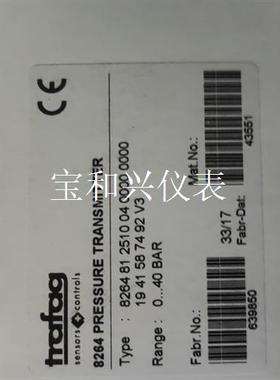 CE
trafag
sensors & controls
8264 PRESSURE TRANSMITTER
Type : 8264 81 2510 04 0000 0000
19 41 58 74 92 V3
Range : 0...40 BAR
Mat.No.:
43551
33/17
Fabr-Dat:
Fabr.No.:
639850
宝和兴仪表